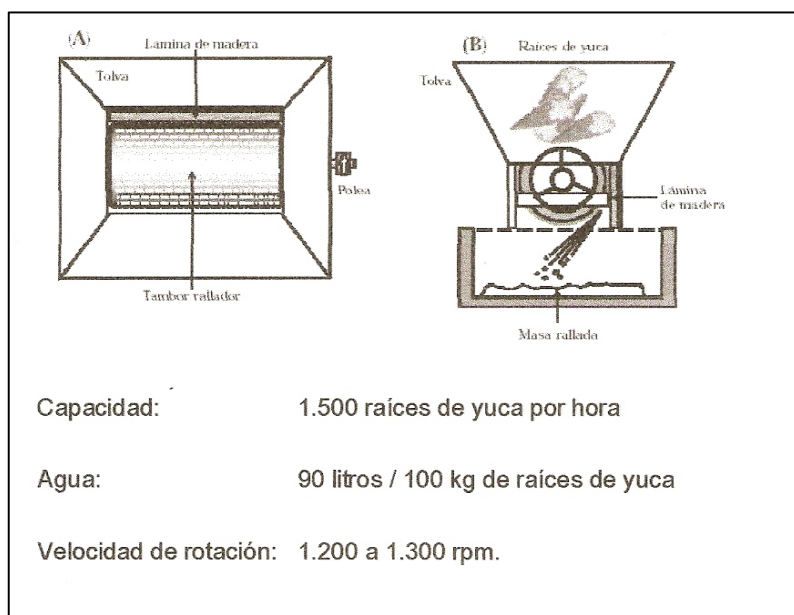 (A)
Lámina de madera
Tolva
Polea
Tambor rallador
(B)
Raíces de yuca
Tolva
Lámina
de madera
Masa rallada
Capacidad: 1.500 raíces de yuca por hora
Agua: 90 litros / 100 kg de raíces de yuca
Velocidad de rotación: 1.200 a 1.300 rpm.